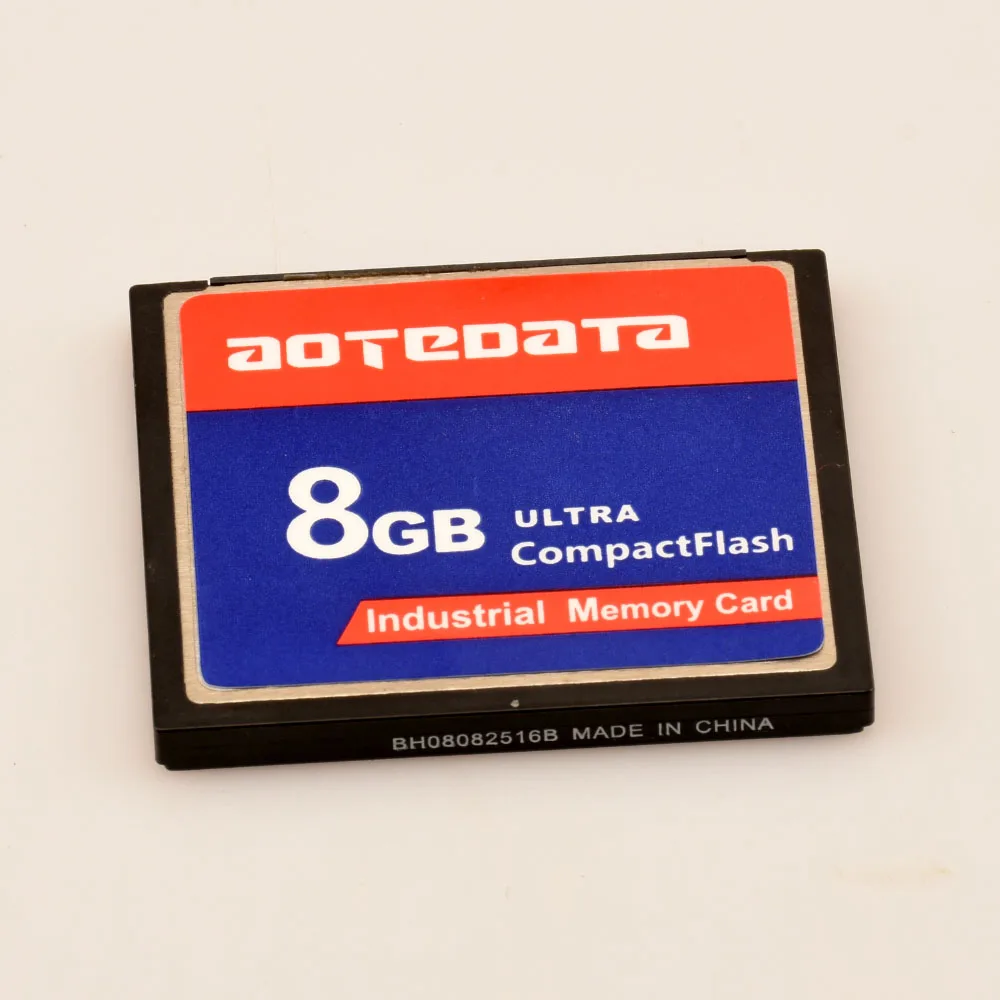 aoTeDaTa
8GB
ULTRA
CompactFlash
Industrial Memory Card
BH08082516B MADE IN CHINA